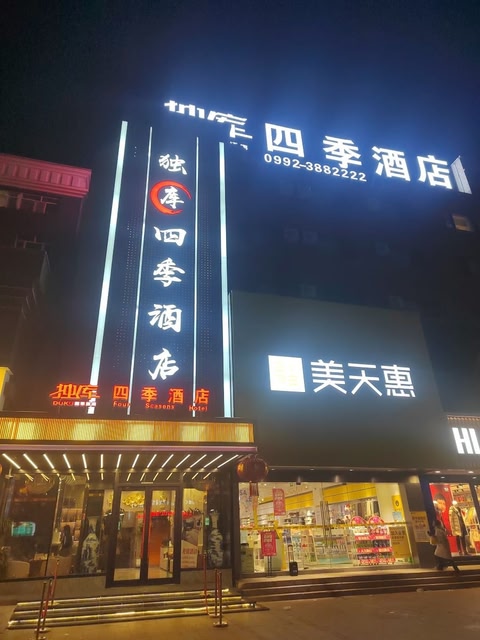 独库四季酒店
0992-3882222
独库四季酒店
独库 四季酒店
DUKU
Four Seasons Hotel
美天惠
HU